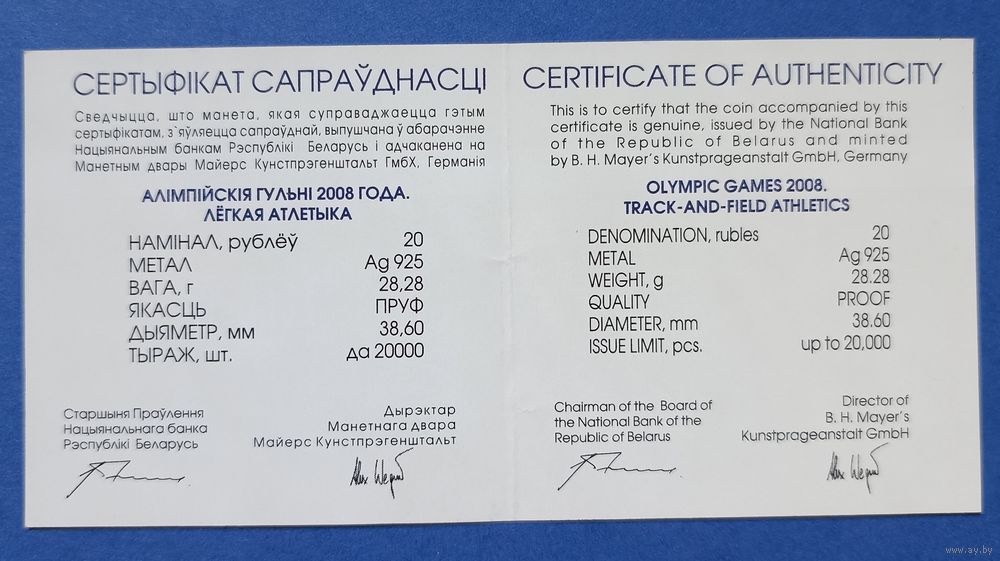 СЕРТЫФІКАТ САПРАЎДНАСЦІ
Сведчыцца, што манета, якая суправаджаецца гэтым
сертыфікатам, з`яўляецца сапраўднай, выпушчана ў абарачэнне
Нацыянальным банкам Рэспублікі Беларусь і адчаканена на
Манетным двары Майерс Кунстпрэгенштальт ГмбХ, Германія
АЛІМПІЙСКІЯ ГУЛЬНІ 2008 ГОДА.
ЛЁГКАЯ АТЛЕТЫКА
НАМІНАЛ, рублёў 20
МЕТАЛ Ag 925
ВАГА, г 28,28
ЯКАСЦЬ ПРУФ
ДЫЯМЕТР, мм 38,60
ТЫРАЖ, шт. да 20000
Старшыня Праўлення
Нацыянальнага банка
Рэспублікі Беларусь
Дырэктар
Манетнага двара
Майерс Кунстпрэгенштальт
CERTIFICATE OF AUTHENTICITY
This is to certify that the coin accompanied by this
certificate is genuine, issued by the National Bank
of the Republic of Belarus and minted
by B. H. Mayer's Kunstprageanstalt GmbH, Germany
OLYMPIC GAMES 2008.
TRACK-AND-FIELD ATHLETICS
DENOMINATION, rubles 20
METAL Ag 925
WEIGHT, g 28.28
QUALITY PROOF
DIAMETER, mm 38.60
ISSUE LIMIT, pcs. up to 20,000
Chairman of the Board of
the National Bank of the
Republic of Belarus
Director of
B. H. Mayer's
Kunstprageanstalt GmbH
www.ay.by